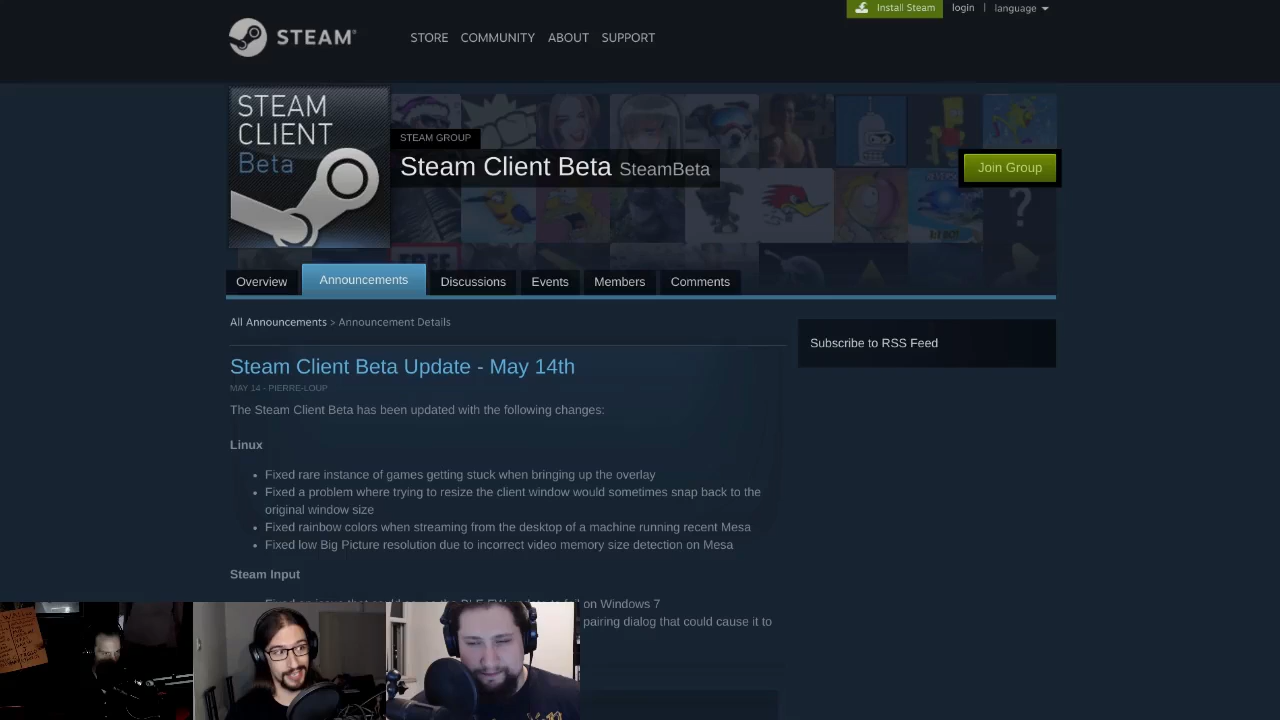 Install Steam
login | language
STEAM
STORE COMMUNITY ABOUT SUPPORT
STEAM
CLIENT
Beta
STEAM GROUP
Steam Client Beta SteamBeta
Join Group
FREE
Overview Announcements Discussions Events Members Comments
All Announcements > Announcement Details
Subscribe to RSS Feed
Steam Client Beta Update - May 14th
MAY 14 - PIERRE-LOUP
The Steam Client Beta has been updated with the following changes:
Linux
Fixed rare instance of games getting stuck when bringing up the overlay
Fixed a problem where trying to resize the client window would sometimes snap back to the
original window size
Fixed rainbow colors when streaming from the desktop of a machine running recent Mesa
Fixed low Big Picture resolution due to incorrect video memory size detection on Mesa
Steam Input
on Windows 7
pairing dialog that could cause it to